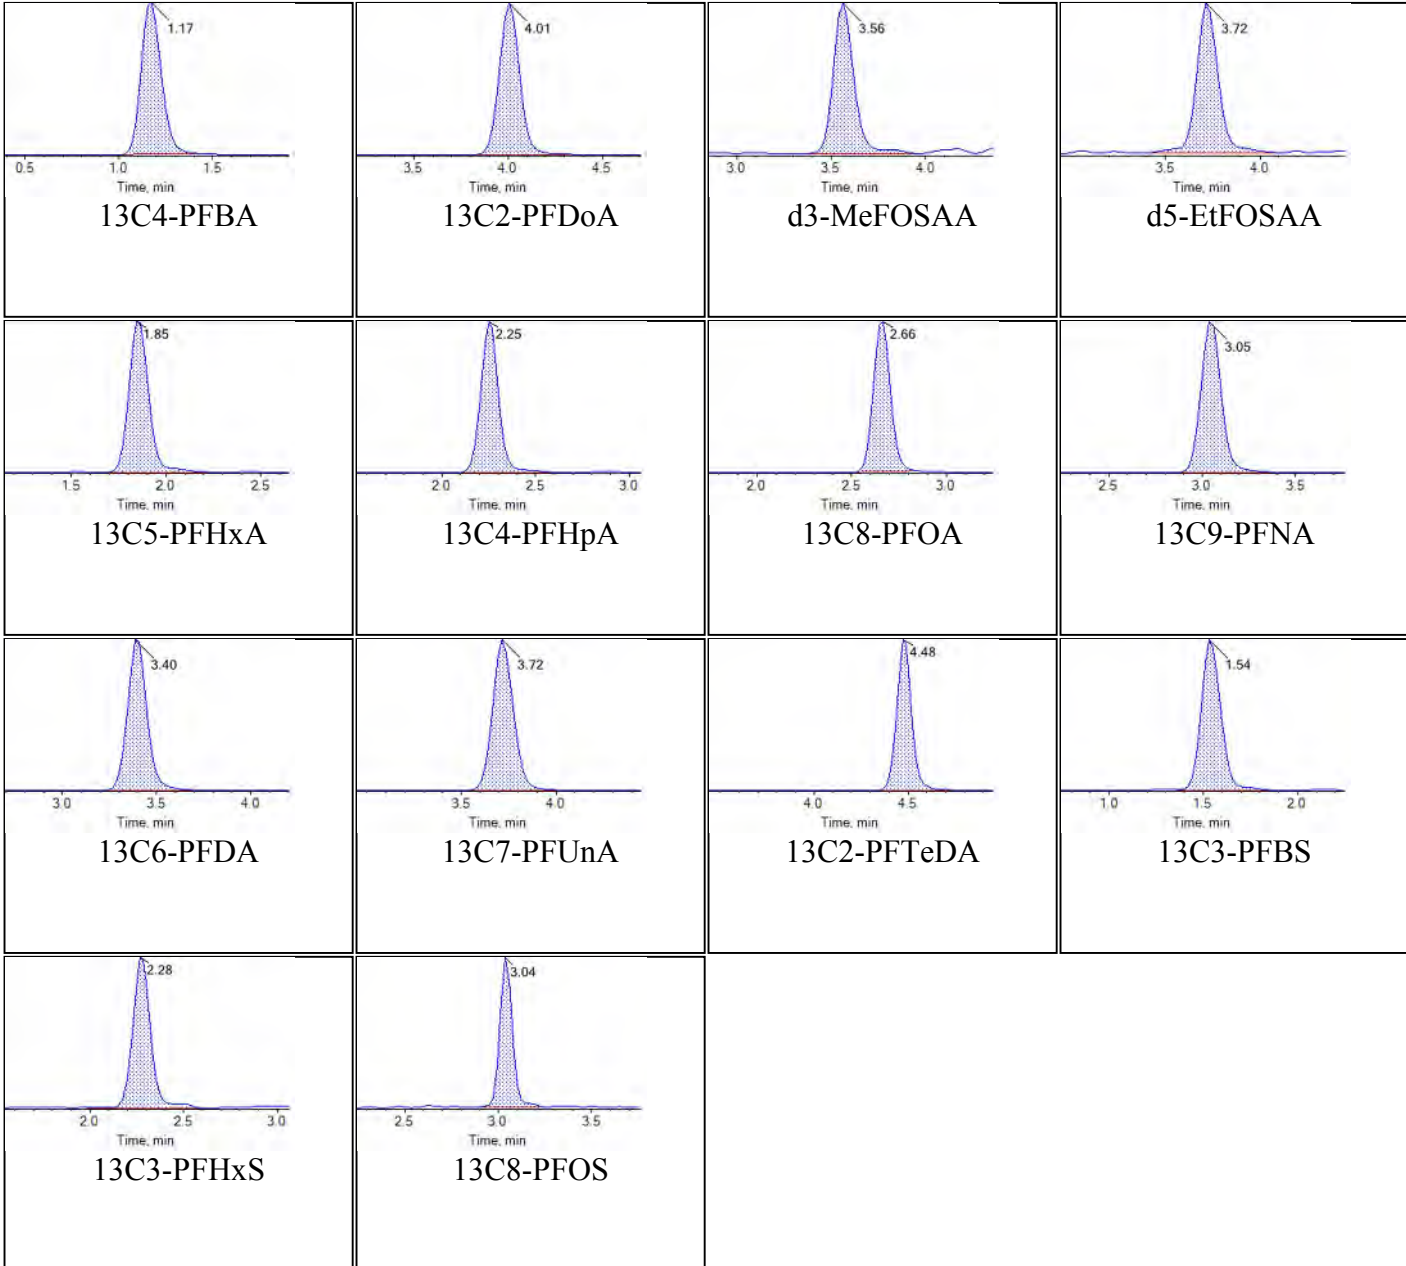 1.17
0.5 1.0 1.5
Time, min
13C4-PFBA
4.01
3.5 4.0 4.5
Time, min
13C2-PFDoA
3.56
3.0 3.5 4.0
Time, min
d3-MeFOSAA
3.72
3.5 4.0
Time, min
d5-EtFOSAA
1.85
1.5 2.0 2.5
Time, min
13C5-PFHxA
2.25
2.0 2.5 3.0
Time, min
13C4-PFHpA
2.66
2.0 2.5 3.0
Time, min
13C8-PFOA
3.05
2.5 3.0 3.5
Time, min
13C9-PFNA
3.40
3.0 3.5 4.0
Time, min
13C6-PFDA
3.72
3.5 4.0
Time, min
13C7-PFUnA
4.48
4.0 4.5
Time, min
13C2-PFTeDA
1.54
1.0 1.5 2.0
Time, min
13C3-PFBS
2.28
2.0 2.5 3.0
Time, min
13C3-PFHxS
3.04
2.5 3.0 3.5
Time, min
13C8-PFOS